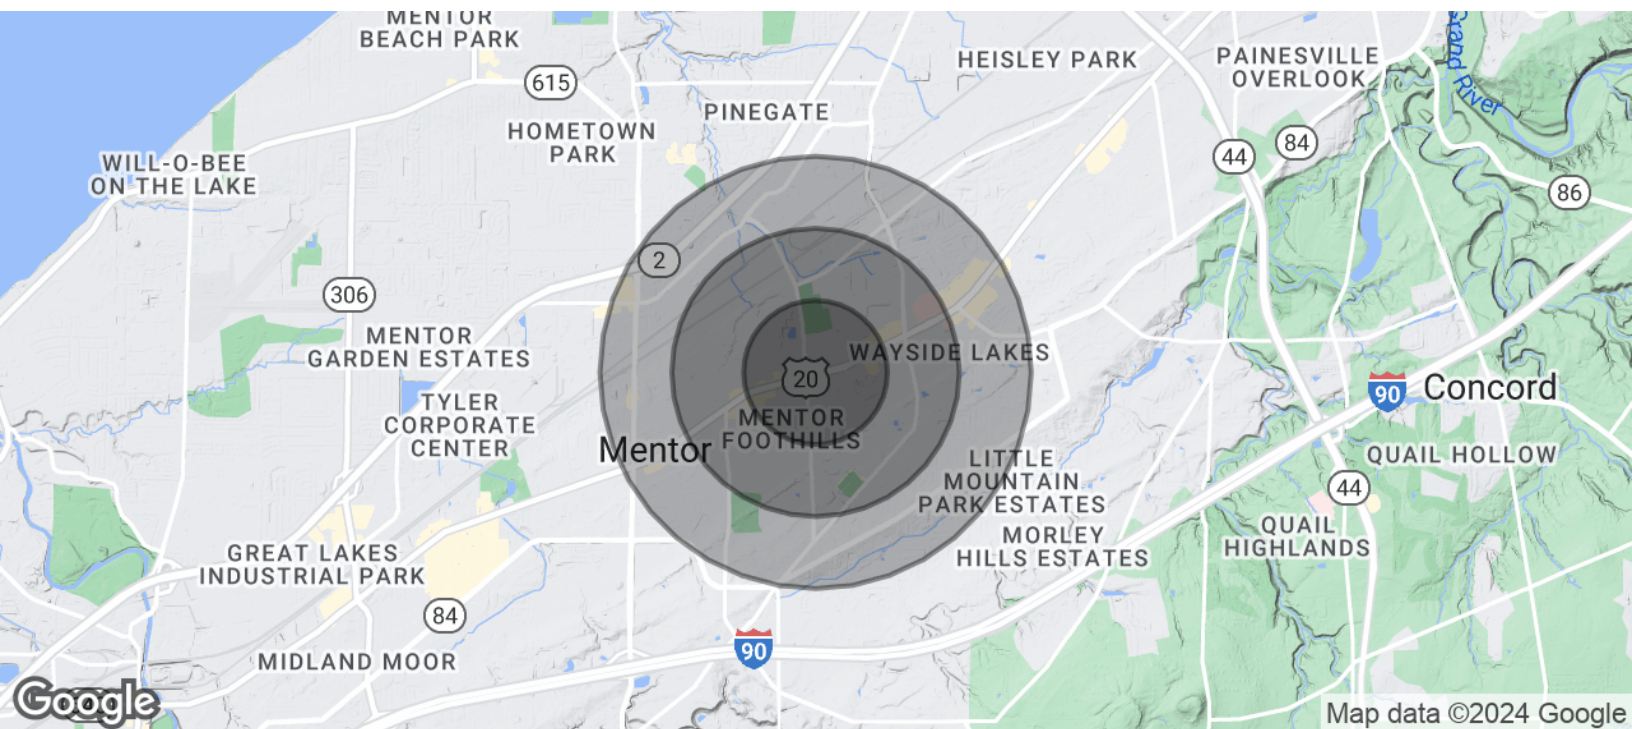 MENTOR
BEACH PARK
615
HEISLEY PARK
PAINESVILLE
OVERLOOK
Grand River
PINEGATE
HOMETOWN
PARK
WILL-O-BEE
ON THE LAKE
44
84
86
2
306
MENTOR
GARDEN ESTATES
WAYSIDE LAKES
20
90
Concord
TYLER
CORPORATE
CENTER
MENTOR
FOOTHILLS
Mentor
LITTLE
MOUNTAIN
PARK ESTATES
QUAIL HOLLOW
44
MORLEY
HILLS ESTATES
QUAIL
HIGHLANDS
GREAT LAKES
INDUSTRIAL PARK
84
90
MIDLAND MOOR
Google
Map data ©2024 Google